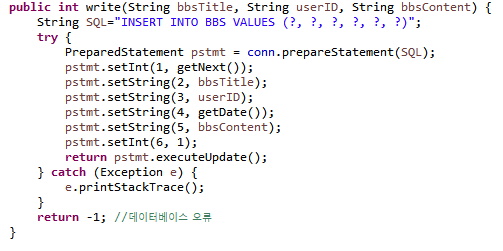 public int write(String bbsTitle, String userID, String bbsContent) {
    String SQL="INSERT INTO BBS VALUES (?, ?, ?, ?, ?, ?)";
    try {
        PreparedStatement pstmt = conn.prepareStatement(SQL);
        pstmt.setInt(1, getNext());
        pstmt.setString(2, bbsTitle);
        pstmt.setString(3, userID);
        pstmt.setString(4, getDate());
        pstmt.setString(5, bbsContent);
        pstmt.setInt(6, 1);
        return pstmt.executeUpdate();
    } catch (Exception e) {
        e.printStackTrace();
    }
    return -1; //데이터베이스 오류
}